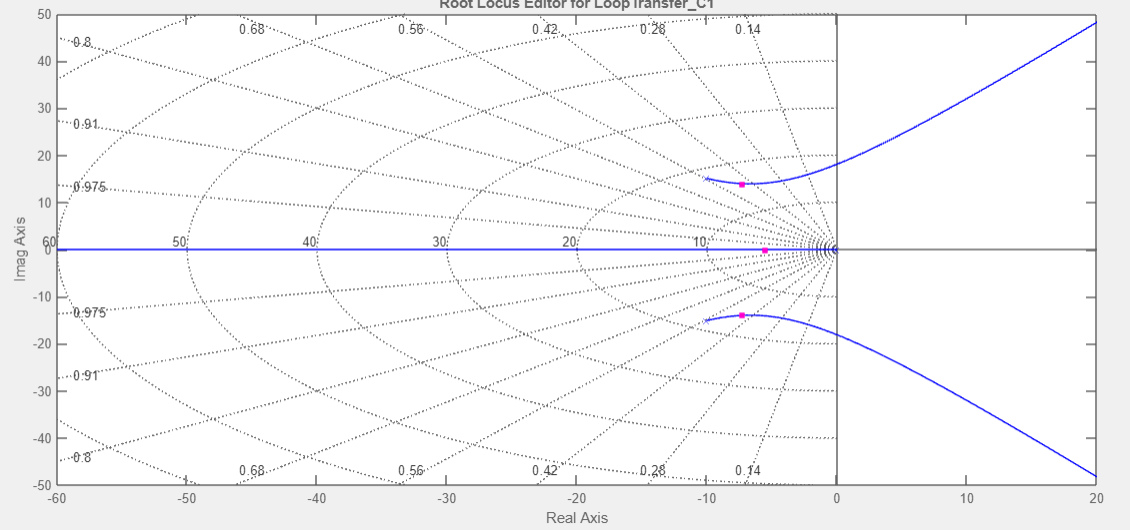 Root Locus Editor for LoopTransfer_C1
50
0.68 0.56 0.42 0.28 0.14
0.8
40
30
0.91
20
0.975
10
60 50 40 30 20 10
0
Imag Axis
-10
0.975
-20
0.91
-30
-40
0.8
0.68 0.56 0.42 0.28 0.14
-50
-60 -50 -40 -30 -20 -10 0 10 20
Real Axis